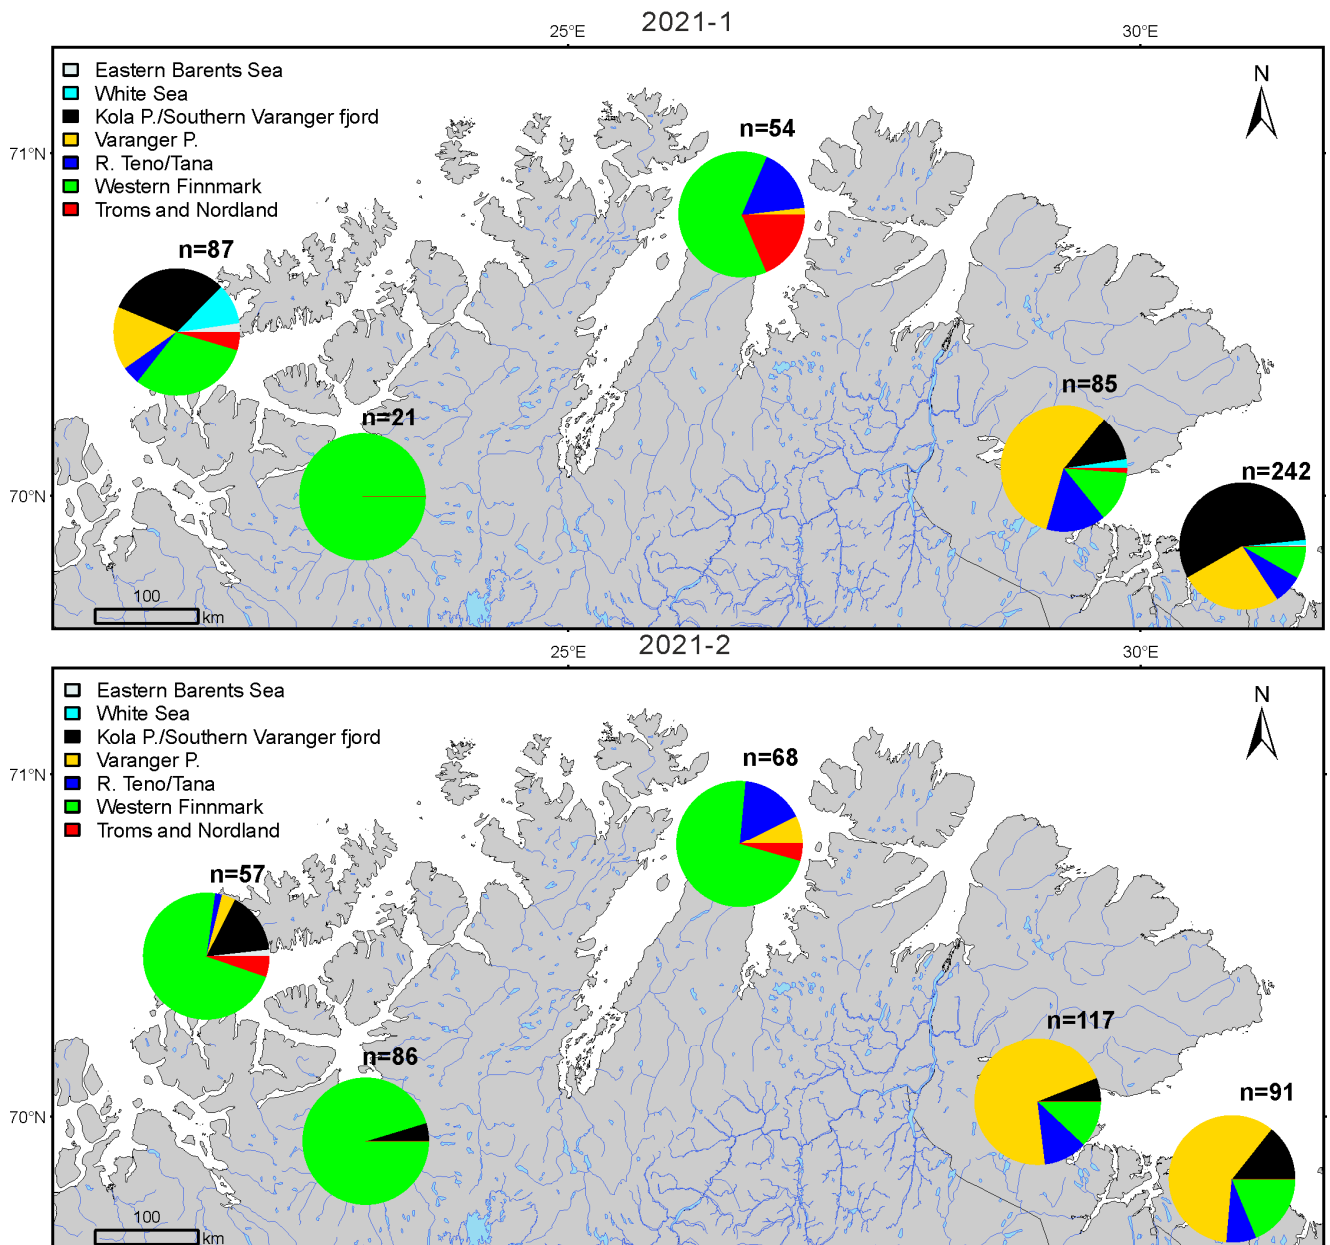 2021-1
25°E
30°E
Eastern Barents Sea
White Sea
Kola P./Southern Varanger fjord
Varanger P.
R. Teno/Tana
Western Finnmark
Troms and Nordland
N
71°N
n=54
n=87
n=85
n=21
n=242
70°N
100
km
2021-2
25°E
30°E
Eastern Barents Sea
White Sea
Kola P./Southern Varanger fjord
Varanger P.
R. Teno/Tana
Western Finnmark
Troms and Nordland
N
71°N
n=68
n=57
n=117
n=86
n=91
70°N
100
km